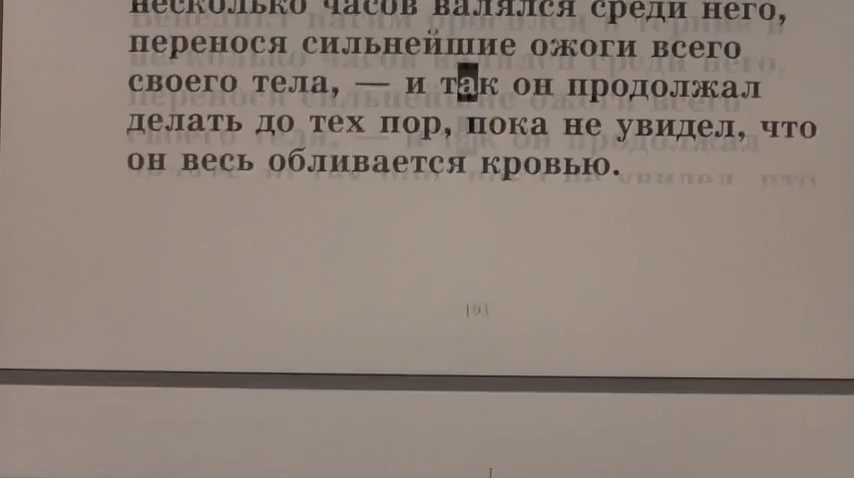 несколько часов валялся среди него,
перенося сильнейшие ожоги всего
своего тела, — и так он продолжал
делать до тех пор, пока не увидел, что
он весь обливается кровью.
193